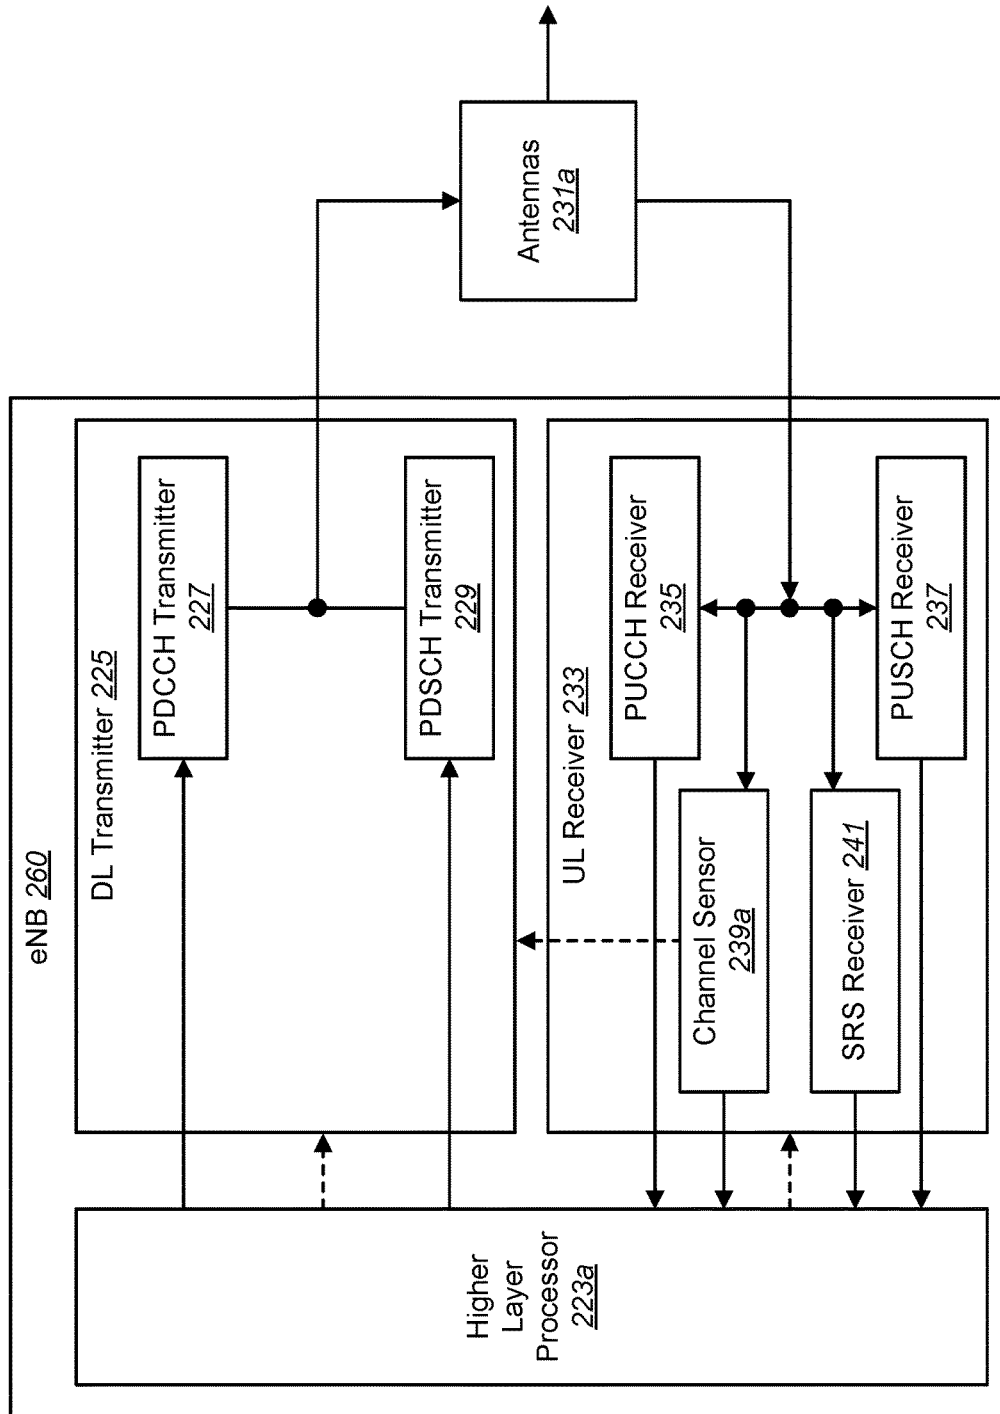 eNB 260
Higher
Layer
Processor
223a
DL Transmitter 225
PDCCH Transmitter
227
PDSCH Transmitter
229
UL Receiver 233
PUCCH Receiver
235
Channel Sensor
239a
SRS Receiver 241
PUSCH Receiver
237
Antennas
231a